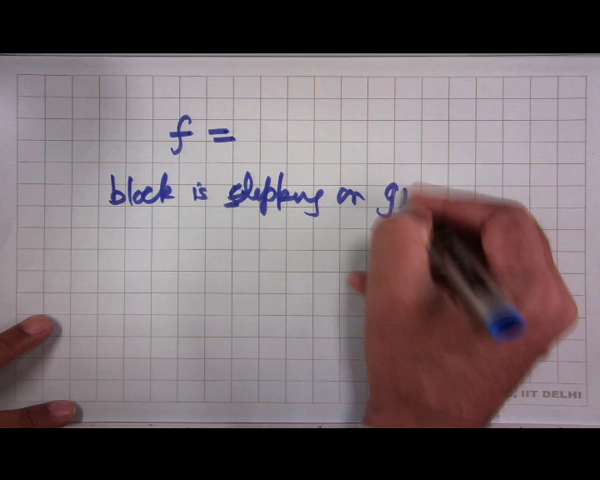 f =
block is slipping on
IIT DELHI